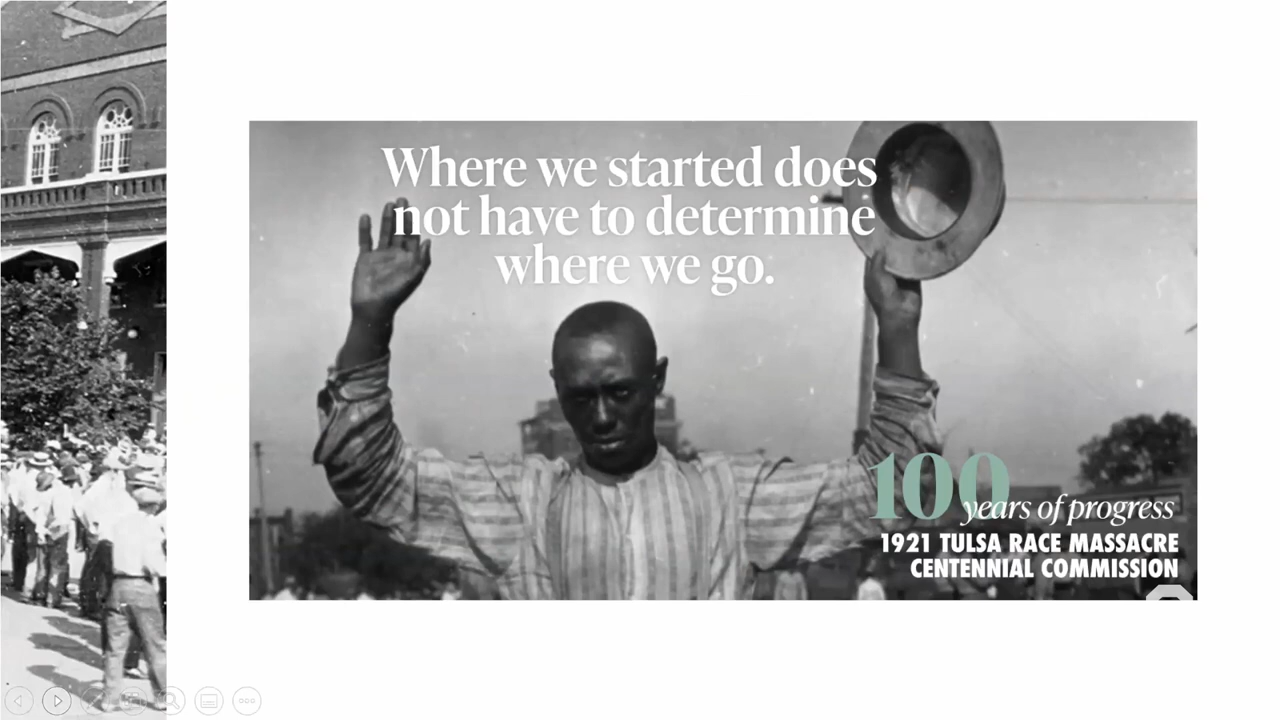 Where we started does
not have to determine
where we go.
100
years of progress
1921 TULSA RACE MASSACRE
CENTENNIAL COMMISSION